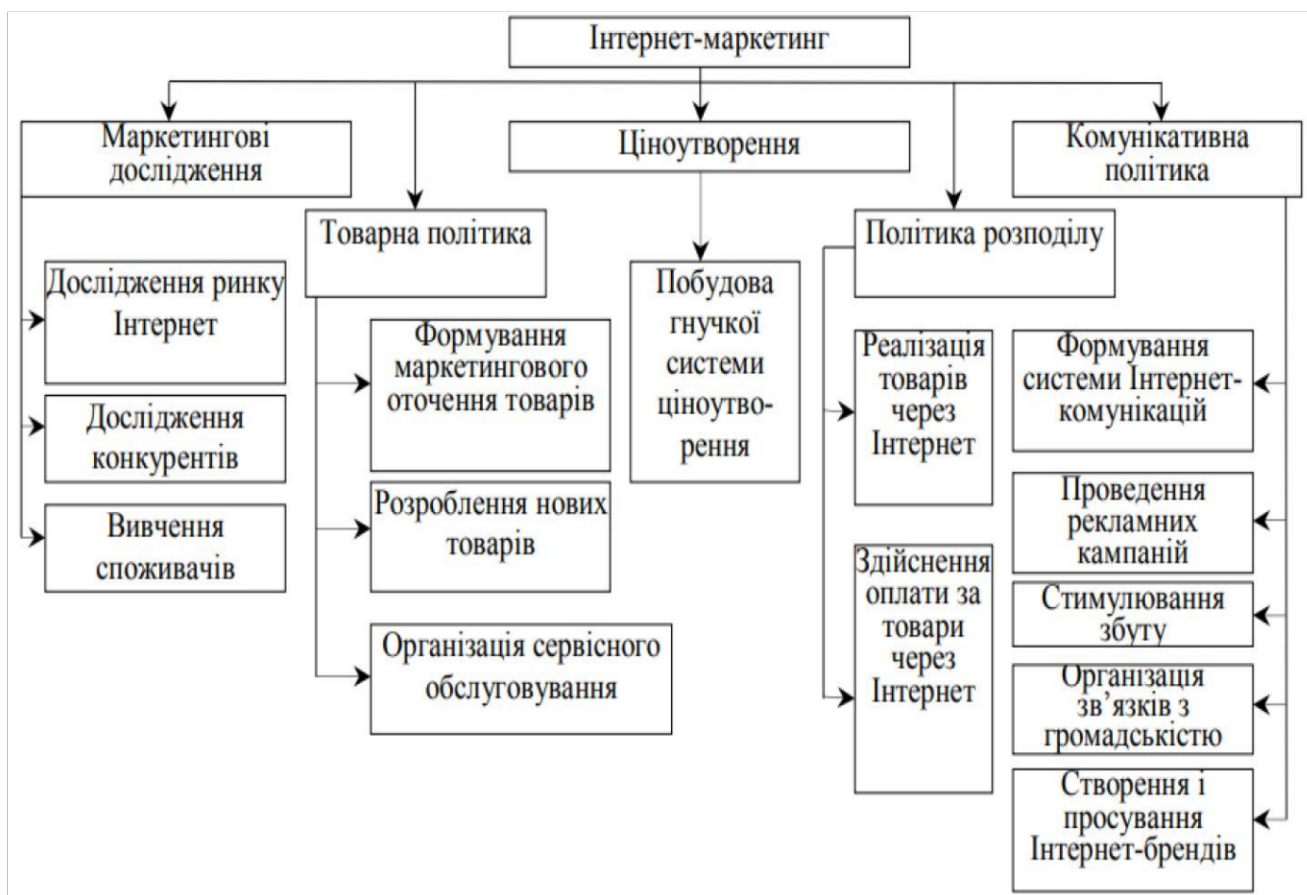 Інтернет-маркетинг
Маркетингові
дослідження
Ціноутворення
Комунікативна
політика
Товарна політика
Політика розподілу
Дослідження ринку
Інтернет
Дослідження
конкурентів
Вивчення
споживачів
Формування
маркетингового
оточення товарів
Розроблення нових
товарів
Організація сервісного
обслуговування
Побудова
гнучкої
системи
ціноутво-
рення
Реалізація
товарів
через
Інтернет
Здійснення
оплати за
товари
через
Інтернет
Формування
системи Інтернет-
комунікацій
Проведення
рекламних
кампаній
Стимулювання
збуту
Організація
зв’язків з
громадськістю
Створення і
просування
Інтернет-брендів